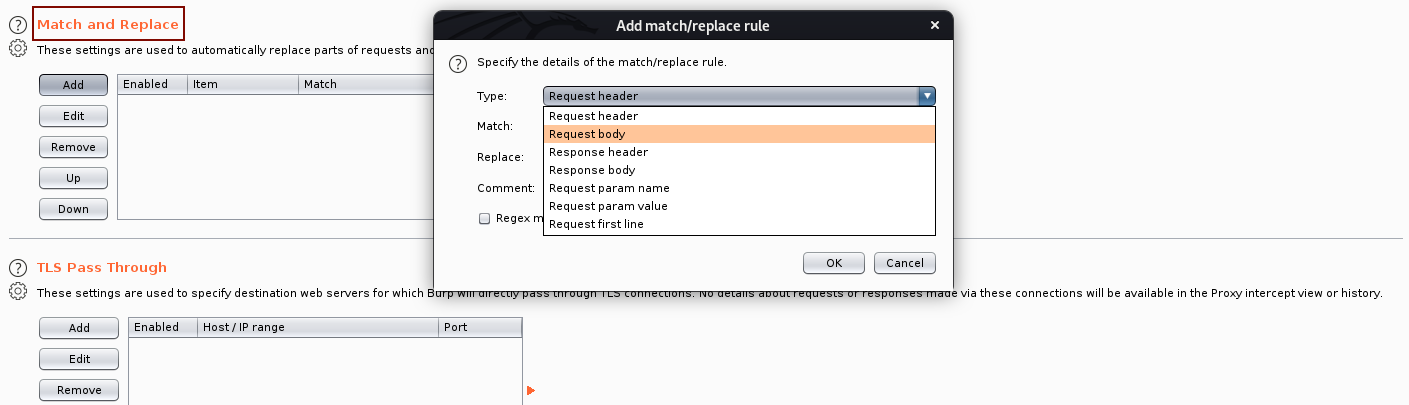 Match and Replace
These settings are used to automatically replace parts of requests and
Add
Enabled Item Match
Edit
Remove
Up
Down
Add match/replace rule
Specify the details of the match/replace rule.
Type: Request header
Match:
Replace:
Comment:
Request header
Request body
Response header
Response body
Request param name
Request param value
Request first line
Regex m
OK Cancel
TLS Pass Through
These settings are used to specify destination web servers for which Burp will directly pass through TLS connections. No details about requests or responses made via these connections will be available in the Proxy intercept view or history.
Add
Enabled Host / IP range Port
Edit
Remove